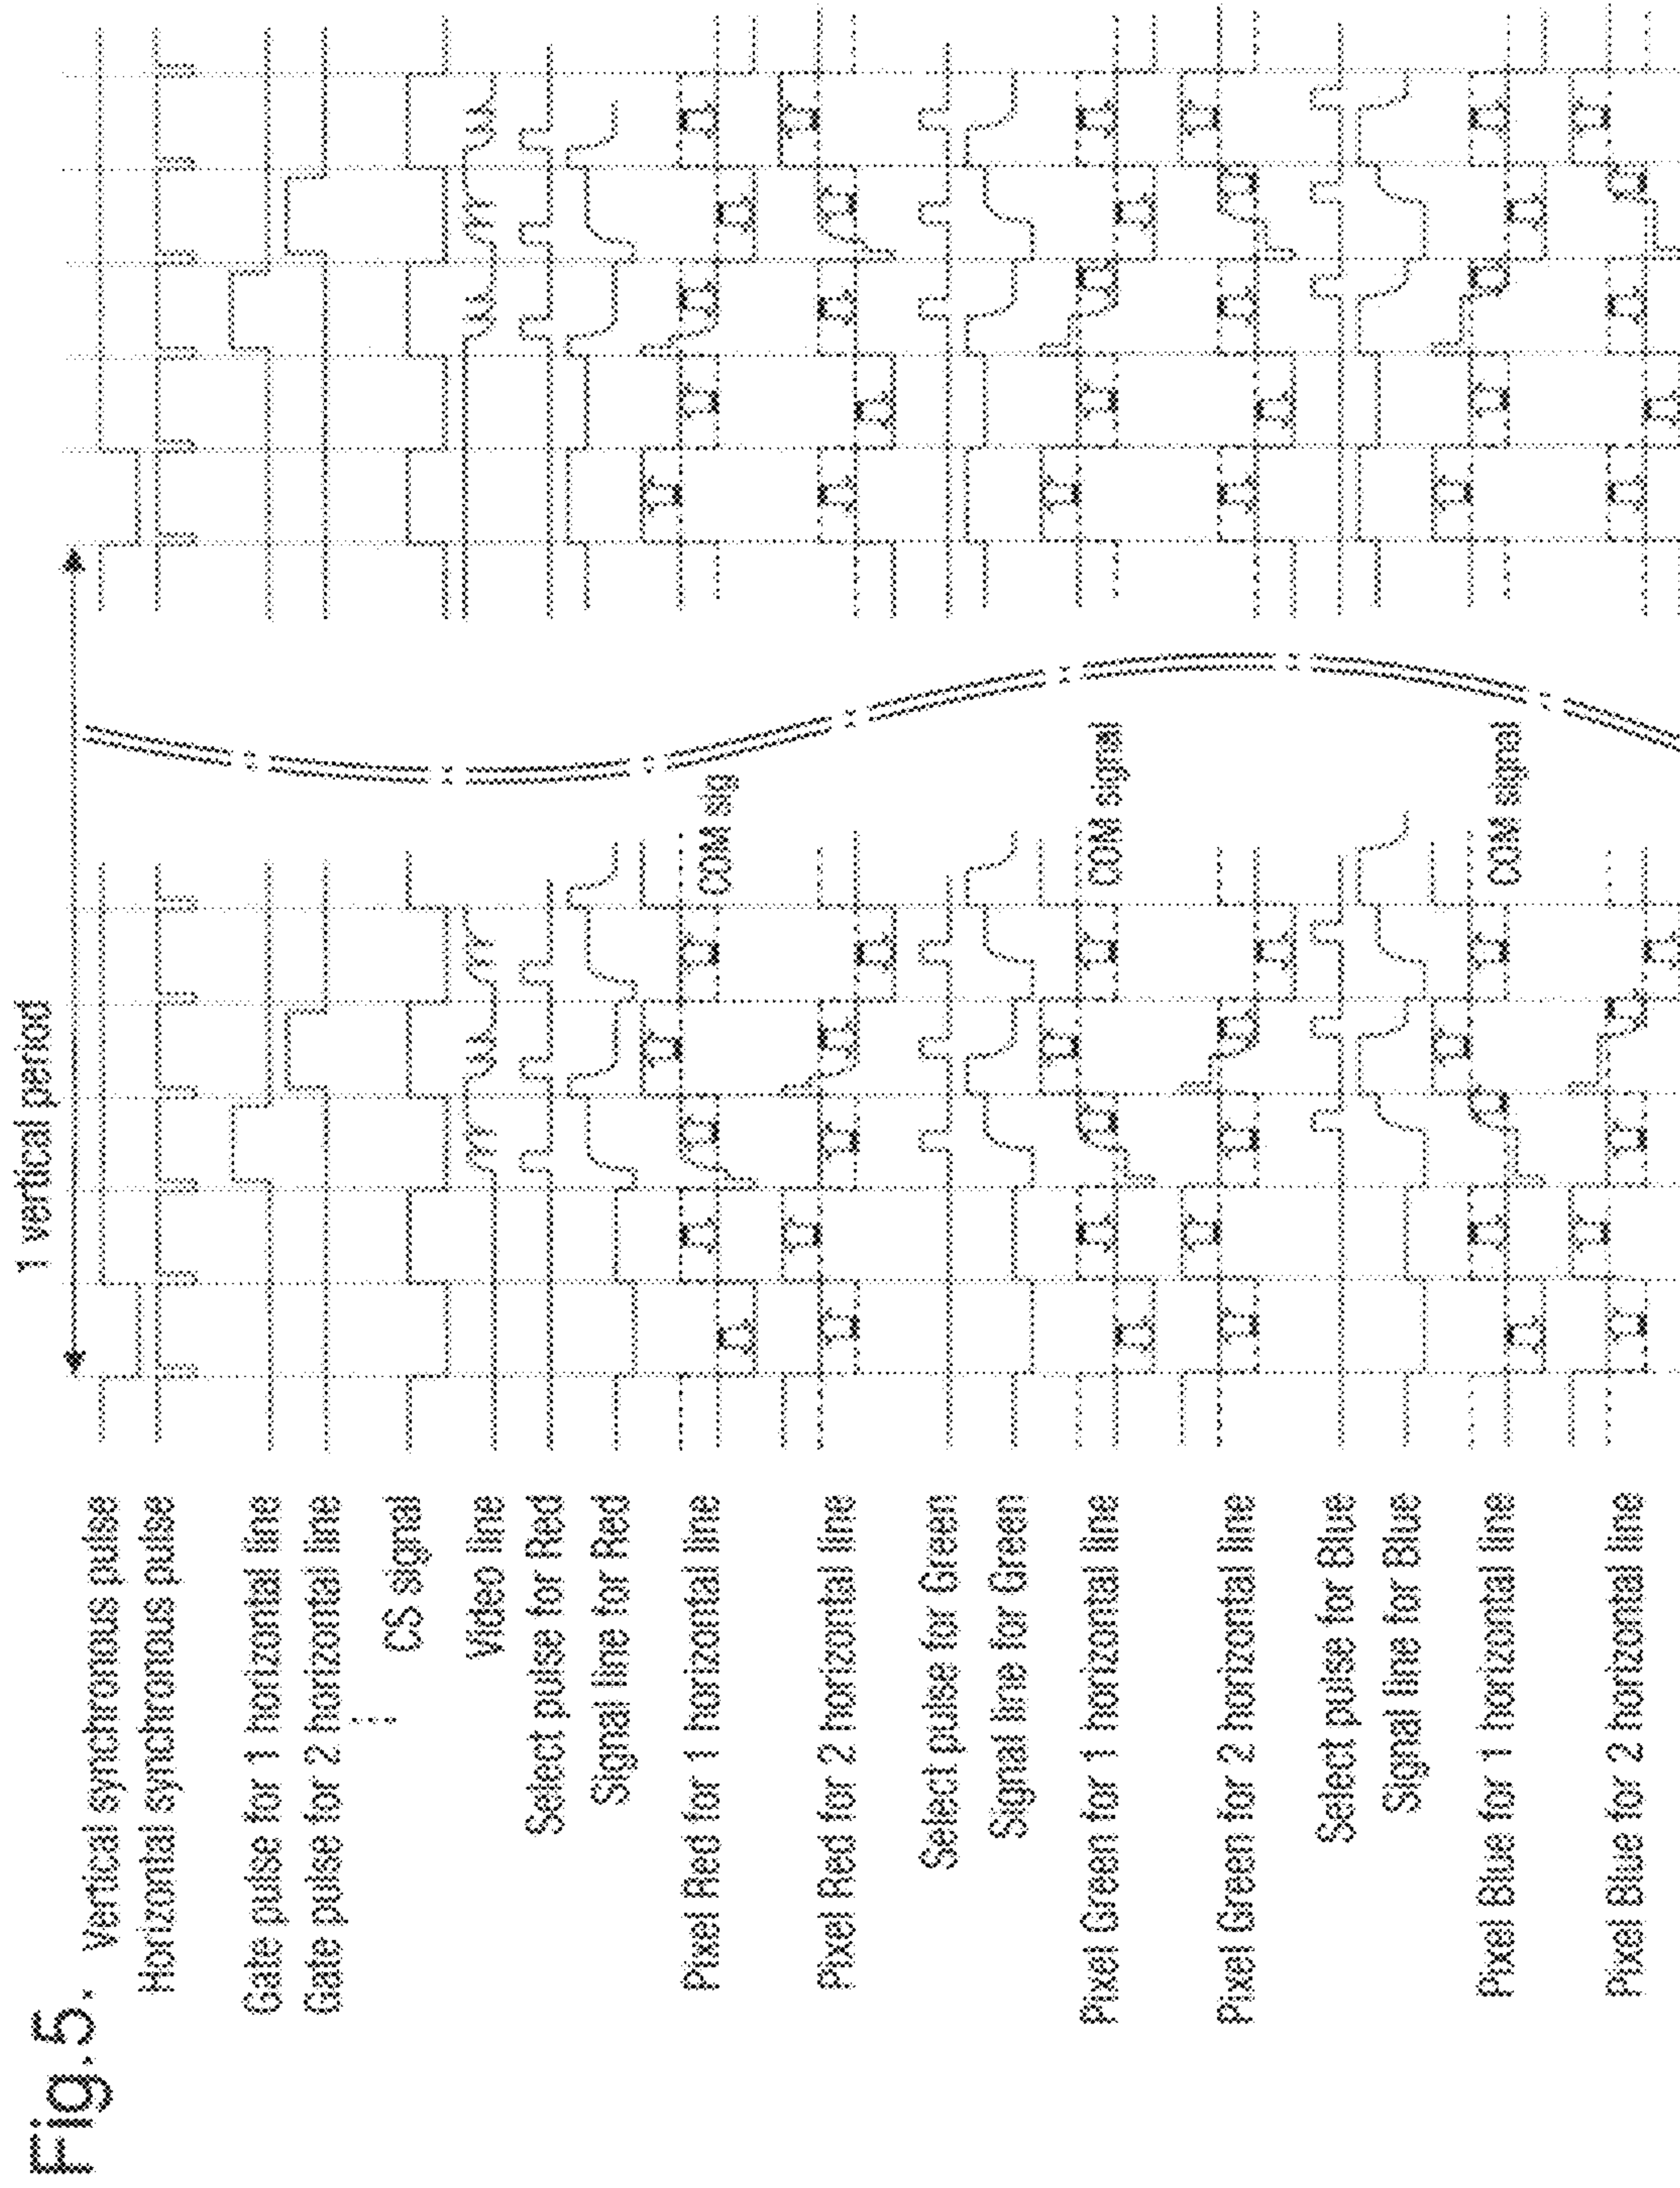 Fig.5.
1 vertical period
Vertical synchronous pulse
Horizontal synchronous pulse
Gate pulse for 1 horizontal line
Gate pulse for 2 horizontal line
CS signal
Video line
Select pulse for Red
Signal line for Red
Pixel Red for 1 horizontal line
COM sig
Pixel Red for 2 horizontal line
Select pulse for Green
Signal line for Green
Pixel Green for 1 horizontal line
COM signal
Pixel Green for 2 horizontal line
Select pulse for Blue
Signal line for Blue
Pixel Blue for 1 horizontal line
COM signal
Pixel Blue for 2 horizontal line